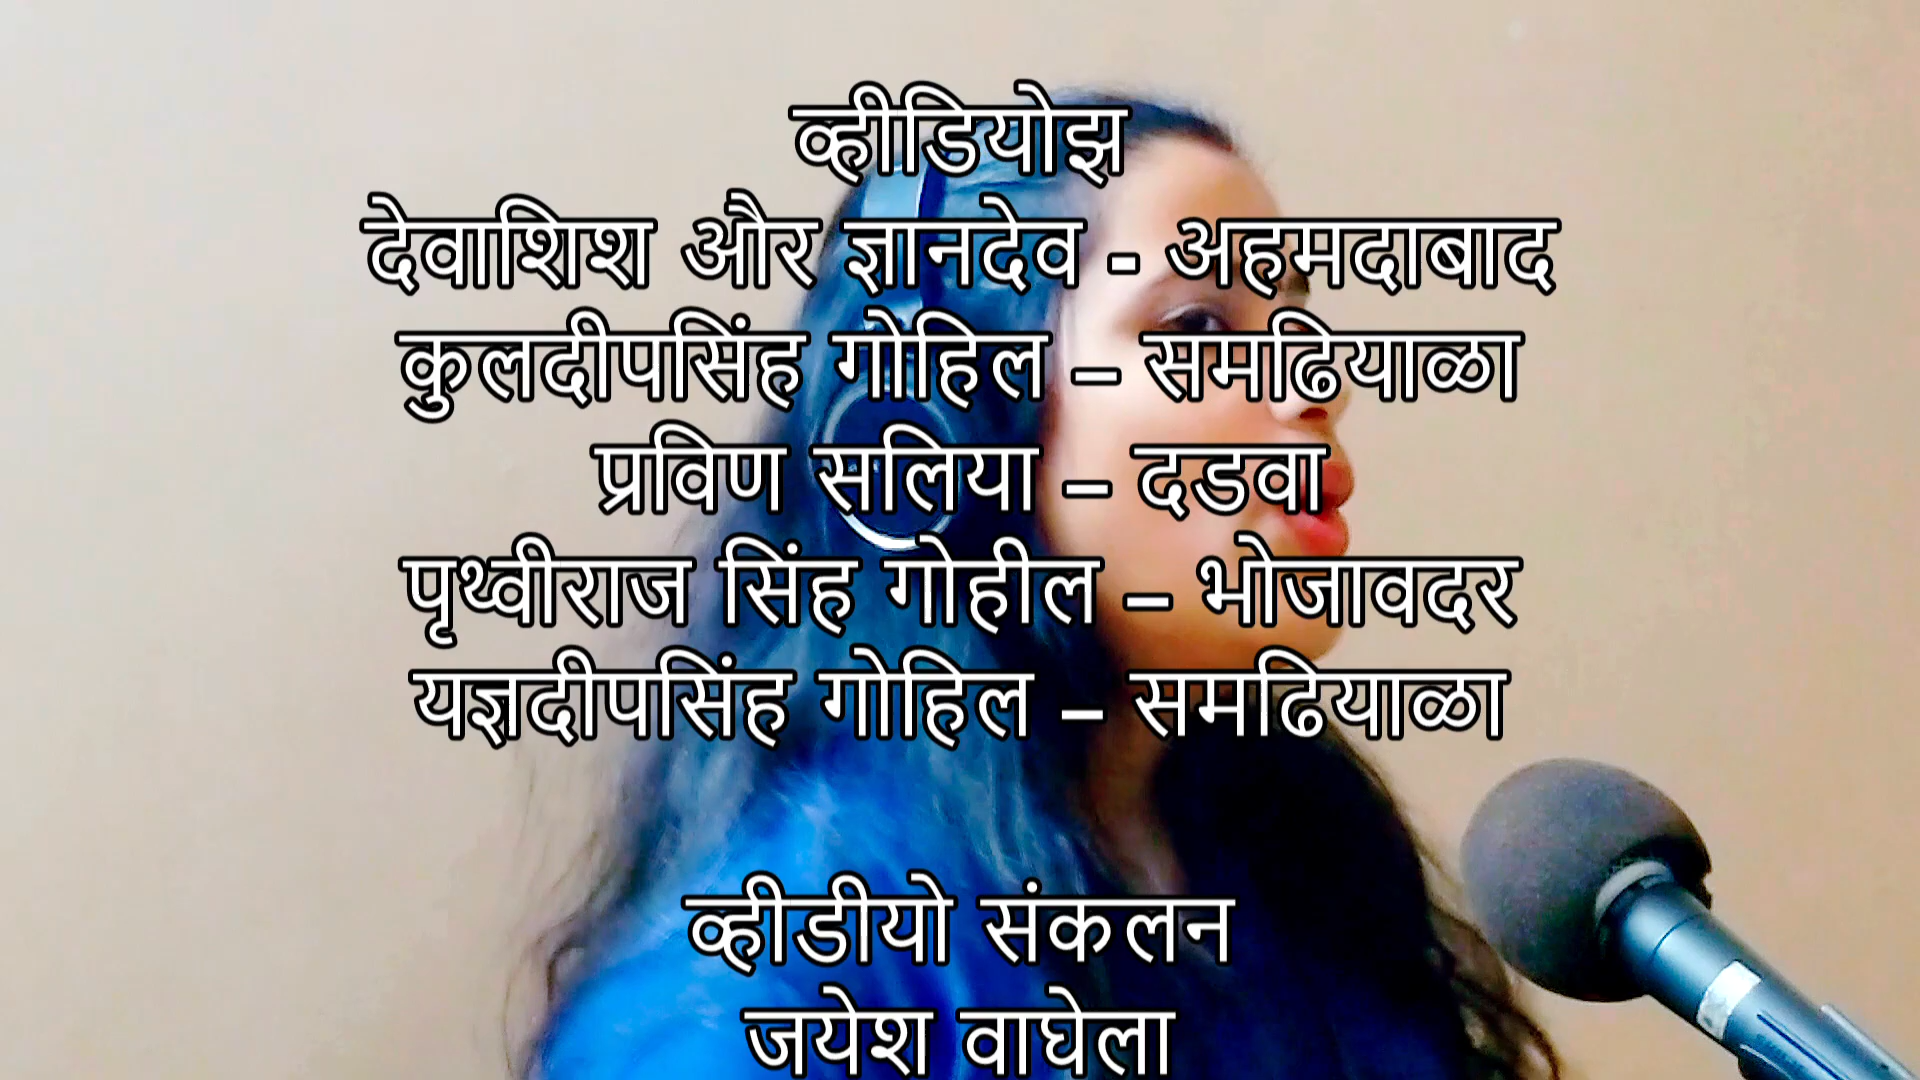 व्हीडियोझ
देवाशिश और ज्ञानदेव - अहमदाबाद
कुलदीपसिंह गोहिल – समढियाळा
प्रविण सलिया – दडवा
पृथ्वीराज सिंह गोहील – भोजावदर
यज्ञदीपसिंह गोहिल – समढियाळा
व्हीडीयो संकलन
जयेश वाघेला